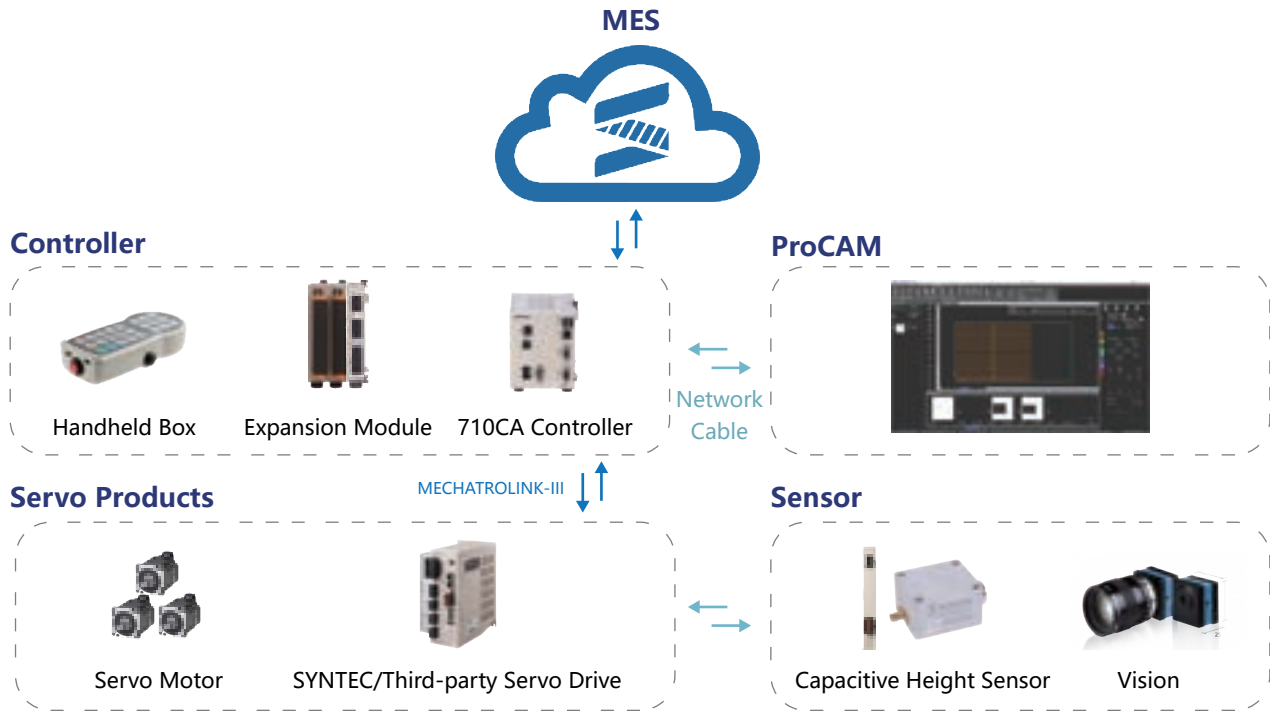 MES
Controller
ProCAM
Handheld Box
Expansion Module
710CA Controller
Network
Cable
Servo Products
MECHATROLINK-III
Sensor
Servo Motor
SYNTEC/Third-party Servo Drive
Capacitive Height Sensor
Vision